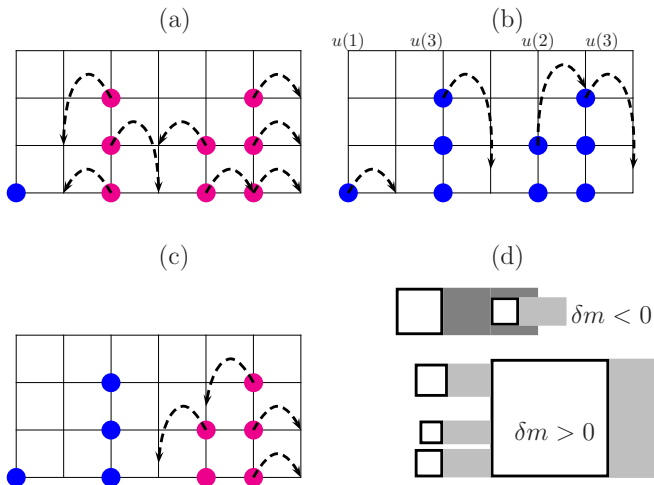 (a)
(b)
u(1) u(3) u(2) u(3)
(c)
(d)
δm < 0
δm > 0